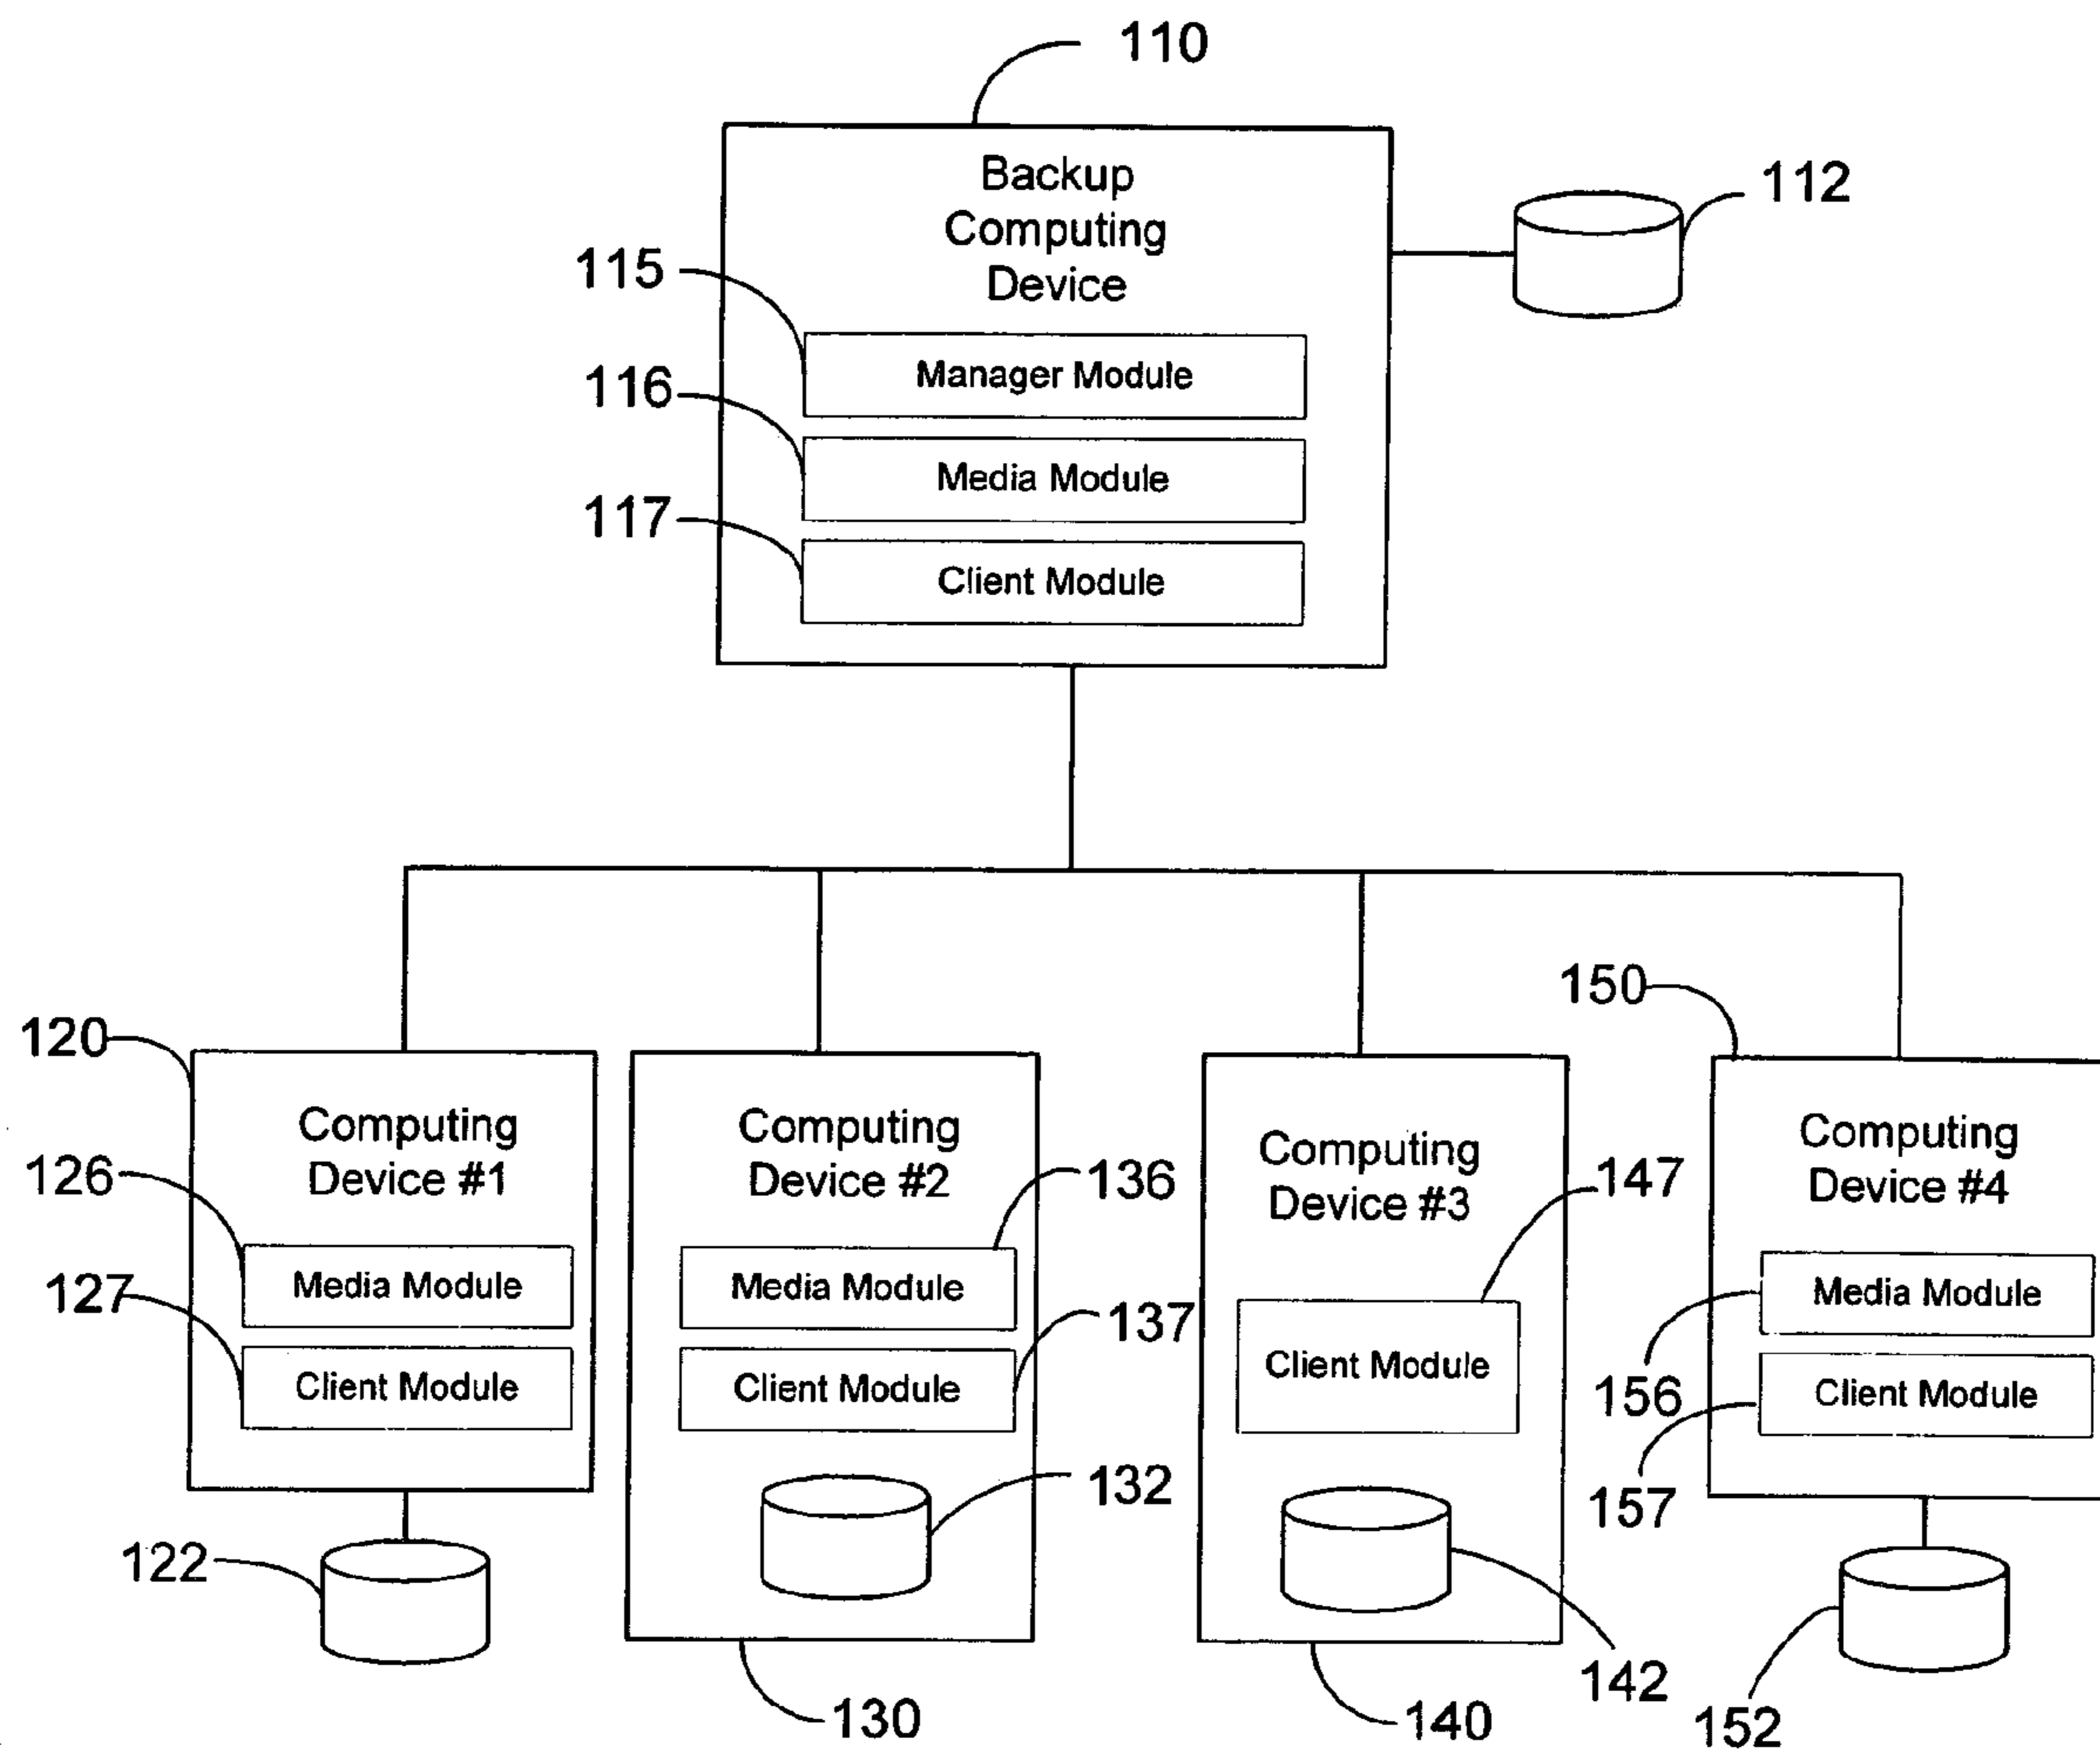 110
Backup
Computing
Device
112
115
Manager Module
116
Media Module
117
Client Module
150
120
Computing
Device #1
126
Media Module
127
Client Module
122
Computing
Device #2
136
Media Module
137
Client Module
132
130
Computing
Device #3
147
Client Module
142
140
Computing
Device #4
Media Module
156
Client Module
157
152